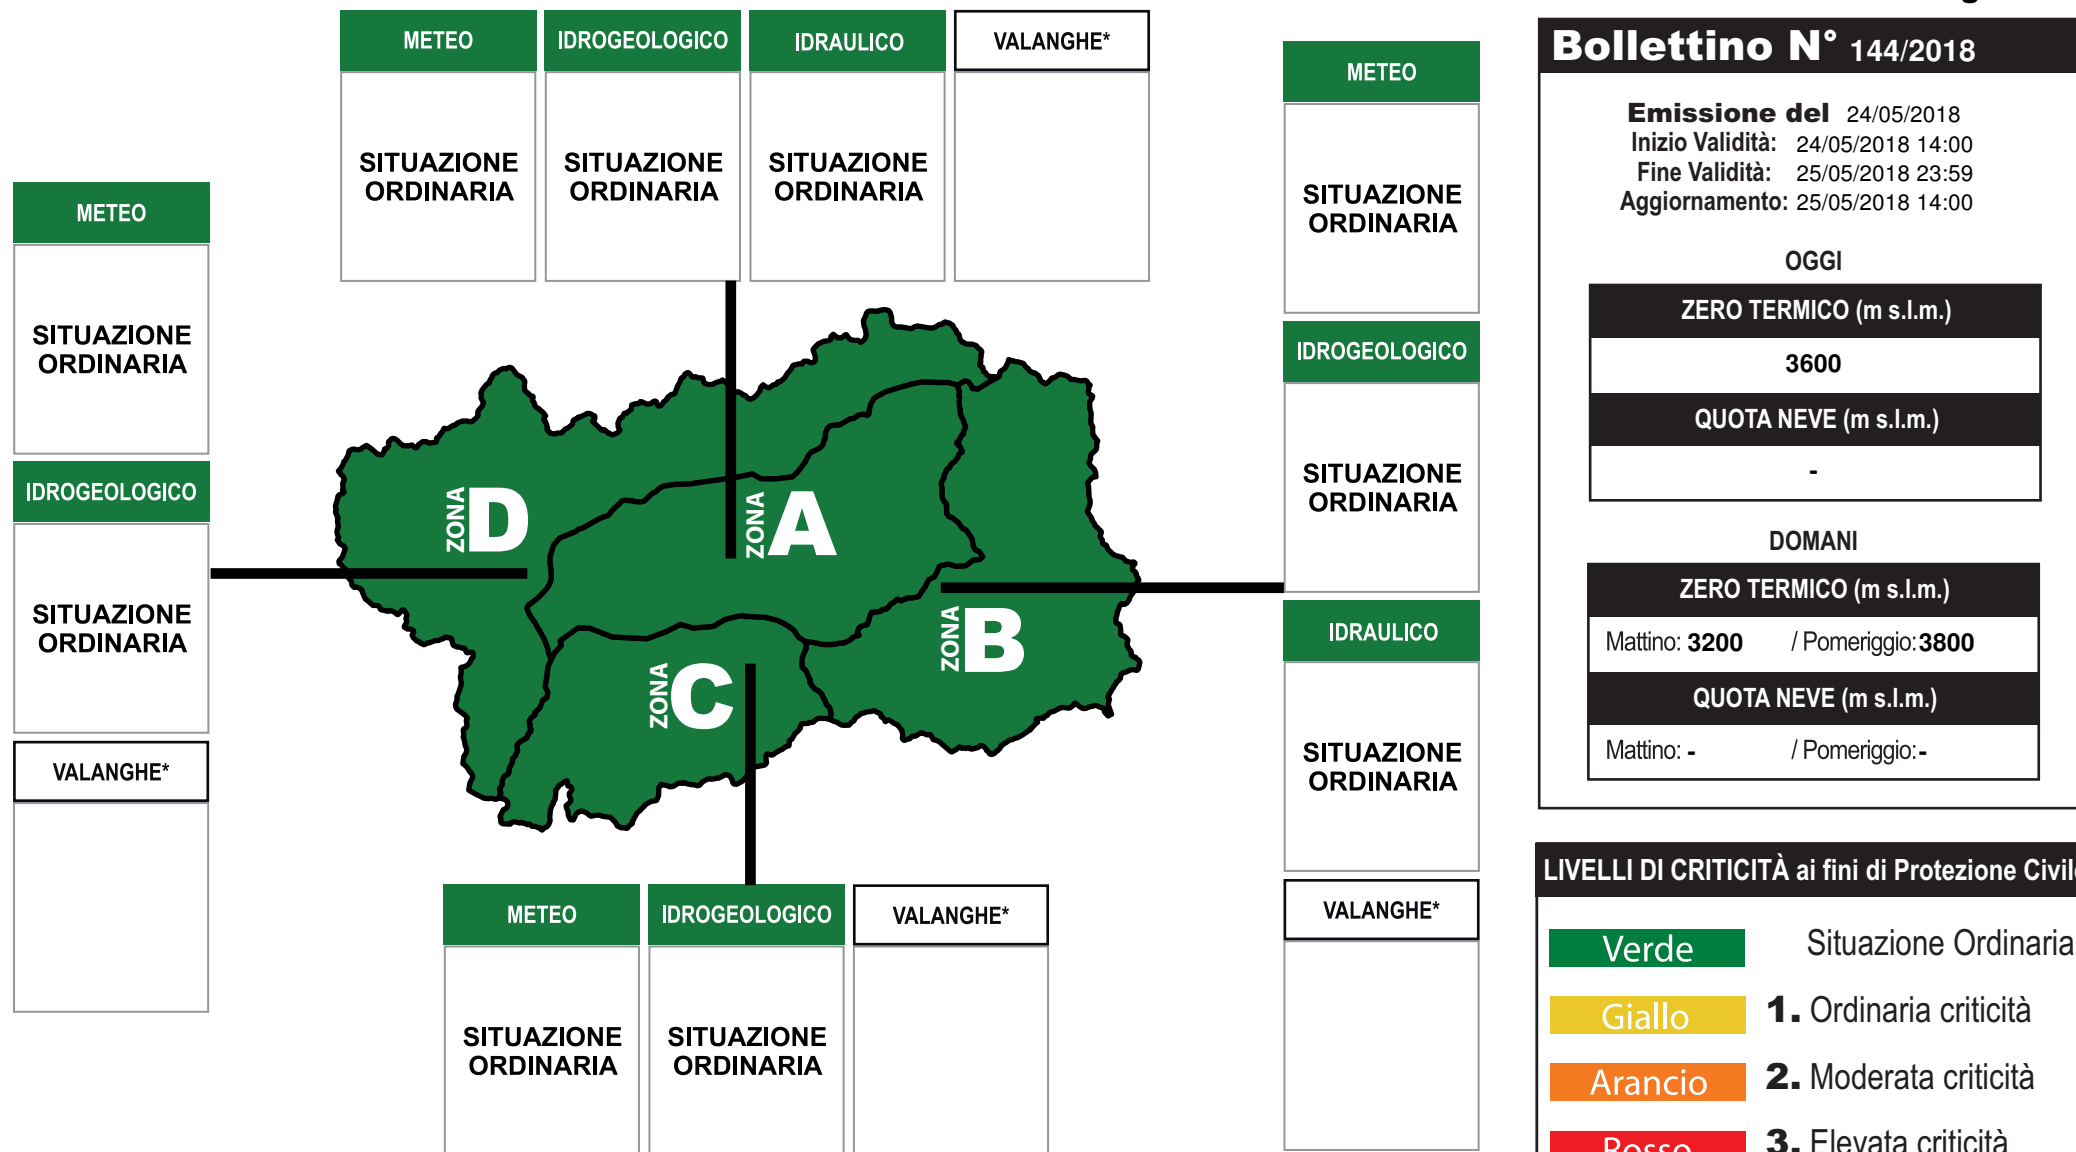 METEO IDROGEOLOGICO IDRAULICO VALANGHE*
SITUAZIONE ORDINARIA
SITUAZIONE ORDINARIA
SITUAZIONE ORDINARIA
METEO
SITUAZIONE
ORDINARIA
IDROGEOLOGICO
SITUAZIONE
ORDINARIA
VALANGHE*
ZONA D
ZONA A
ZONA B
ZONA C
METEO
SITUAZIONE
ORDINARIA
IDROGEOLOGICO
SITUAZIONE
ORDINARIA
IDRAULICO
SITUAZIONE
ORDINARIA
VALANGHE*
METEO IDROGEOLOGICO VALANGHE*
SITUAZIONE ORDINARIA
SITUAZIONE ORDINARIA
Bollettino N° 144/2018
Emissione del 24/05/2018
Inizio Validità: 24/05/2018 14:00
Fine Validità: 25/05/2018 23:59
Aggiornamento: 25/05/2018 14:00
OGGI
ZERO TERMICO (m s.l.m.)
3600
QUOTA NEVE (m s.l.m.)
-
DOMANI
ZERO TERMICO (m s.l.m.)
Mattino: 3200 / Pomeriggio: 3800
QUOTA NEVE (m s.l.m.)
Mattino: - / Pomeriggio: -
LIVELLI DI CRITICITÀ ai fini di Protezione Civile
Verde Situazione Ordinaria
Giallo 1. Ordinaria criticità
Arancio 2. Moderata criticità
Rosso 3. Elevata criticità